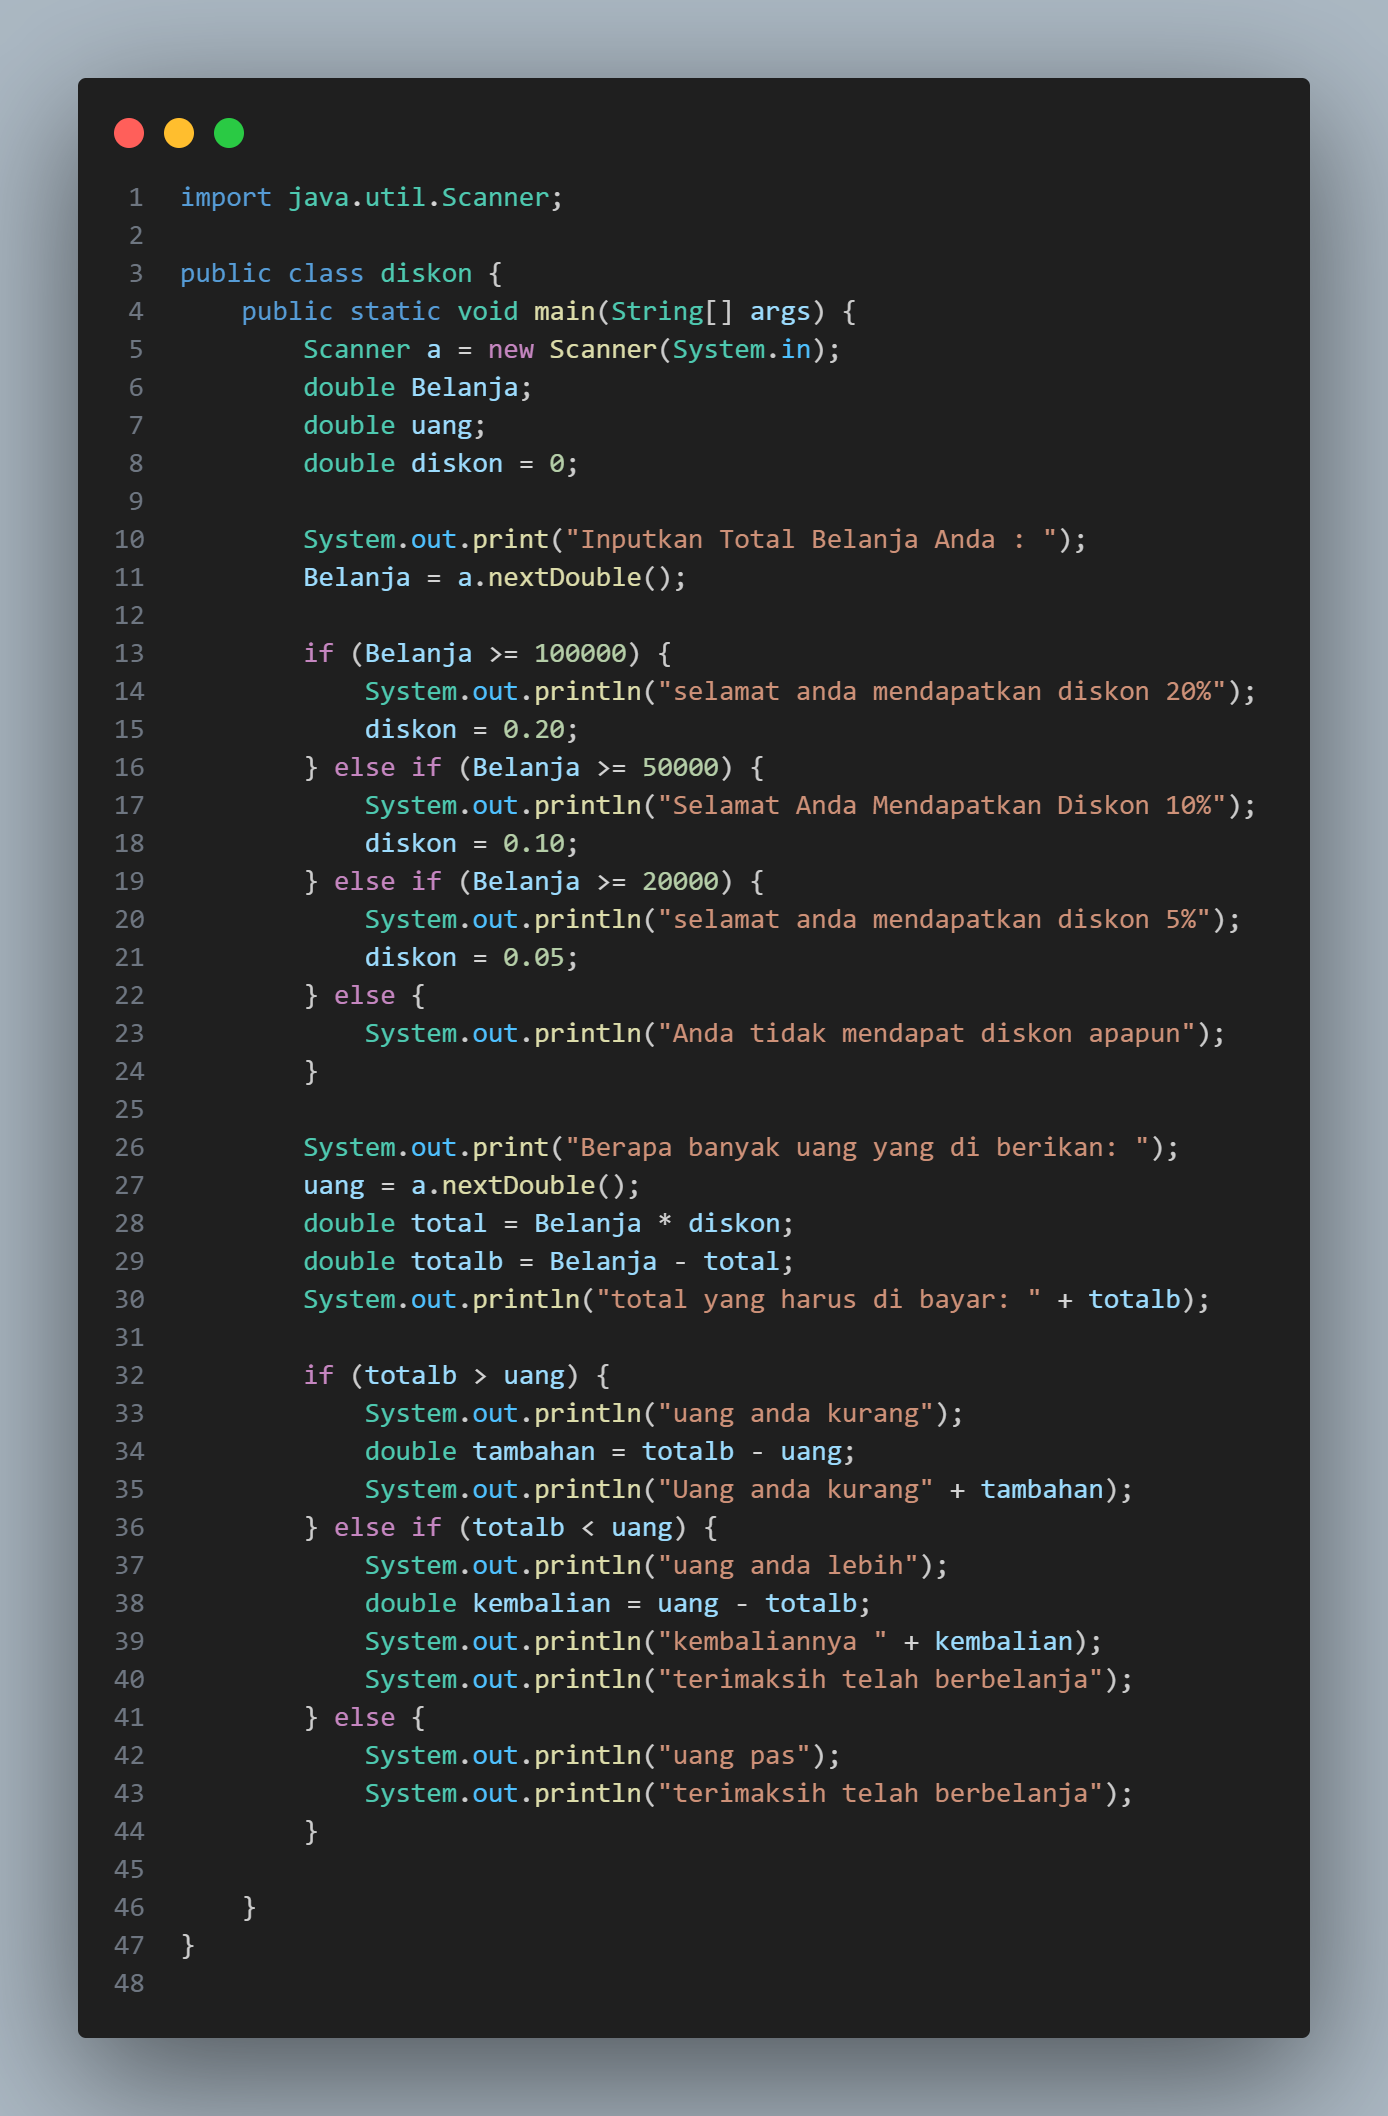 1 import java.util.Scanner;
2
3 public class diskon {
4     public static void main(String[] args) {
5         Scanner a = new Scanner(System.in);
6         double Belanja;
7         double uang;
8         double diskon = 0;
9
10         System.out.print("Inputkan Total Belanja Anda : ");
11         Belanja = a.nextDouble();
12
13         if (Belanja >= 100000) {
14             System.out.println("selamat anda mendapatkan diskon 20%");
15             diskon = 0.20;
16         } else if (Belanja >= 50000) {
17             System.out.println("Selamat Anda Mendapatkan Diskon 10%");
18             diskon = 0.10;
19         } else if (Belanja >= 20000) {
20             System.out.println("selamat anda mendapatkan diskon 5%");
21             diskon = 0.05;
22         } else {
23             System.out.println("Anda tidak mendapat diskon apapun");
24         }
25
26         System.out.print("Berapa banyak uang yang di berikan: ");
27         uang = a.nextDouble();
28         double total = Belanja * diskon;
29         double totalb = Belanja - total;
30         System.out.println("total yang harus di bayar: " + totalb);
31
32         if (totalb > uang) {
33             System.out.println("uang anda kurang");
34             double tambahan = totalb - uang;
35             System.out.println("Uang anda kurang" + tambahan);
36         } else if (totalb < uang) {
37             System.out.println("uang anda lebih");
38             double kembalian = uang - totalb;
39             System.out.println("kembaliannya " + kembalian);
40             System.out.println("terimaksih telah berbelanja");
41         } else {
42             System.out.println("uang pas");
43             System.out.println("terimaksih telah berbelanja");
44         }
45
46     }
47 }
48